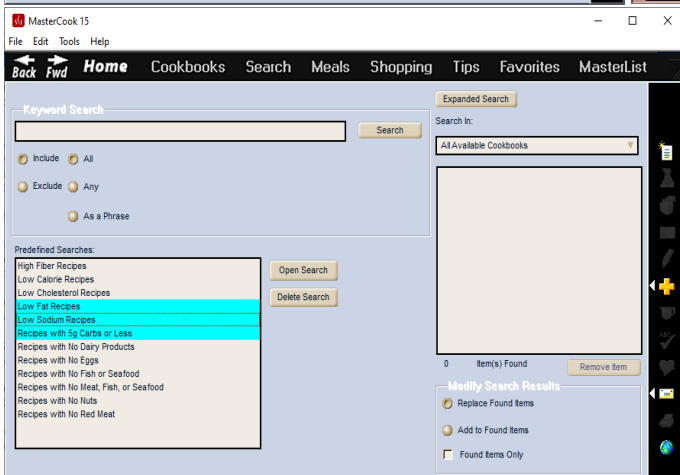 MasterCook 15
File Edit Tools Help
Back Fwd Home Cookbooks Search Meals Shopping Tips Favorites MasterList
Keyword Search
Search
Include All
Exclude Any
As a Phrase
Predefined Searches:
High Fiber Recipes
Low Calorie Recipes
Low Cholesterol Recipes
Low Fat Recipes
Low Sodium Recipes
Recipes with 5g Carbs or Less
Recipes with No Dairy Products
Recipes with No Eggs
Recipes with No Fish or Seafood
Recipes with No Meat, Fish, or Seafood
Recipes with No Nuts
Recipes with No Red Meat
Open Search
Delete Search
Expanded Search
Search In:
All Available Cookbooks
0 Item(s) Found
Remove Item
Modify Search Results
Replace Found Items
Add to Found Items
Found Items Only
ABC